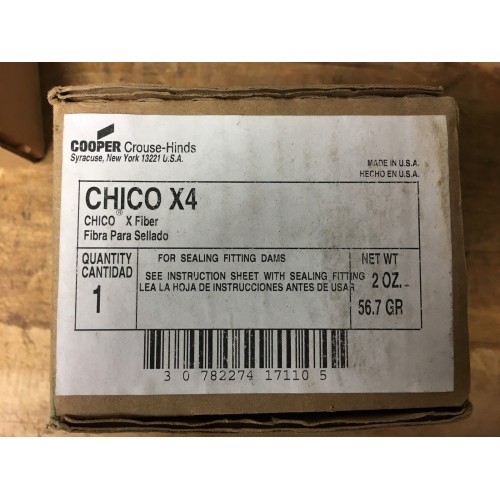 COOPER Crouse-Hinds
Syracuse, New York 13221 U.S.A.
MADE IN U.S.A.
HECHO EN U.S.A.
CHICO X4
CHICO® X Fiber
Fibra Para Sellado
QUANTITY
CANTIDAD
1
FOR SEALING FITTING DAMS
SEE INSTRUCTION SHEET WITH SEALING FITTING
LEA LA HOJA DE INSTRUCCIONES ANTES DE USAR
NET WT
2 OZ.
56.7 GR
3 0 782274 17110 5